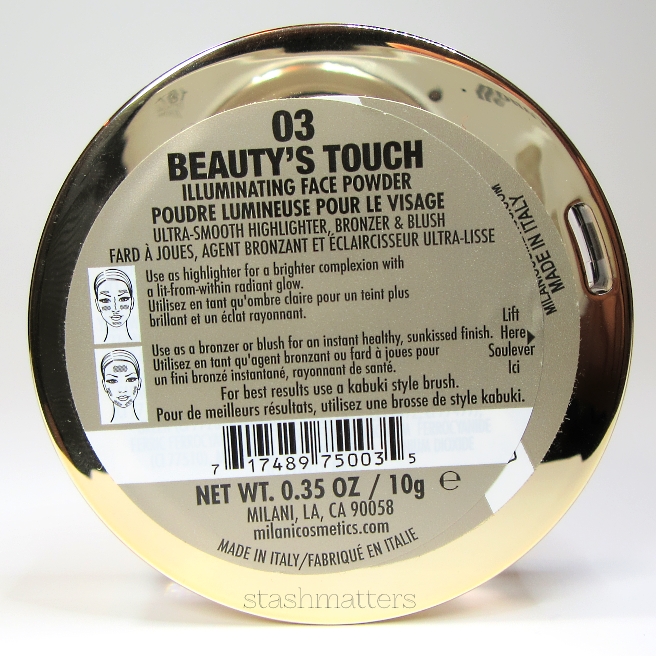 03
BEAUTY'S TOUCH
ILLUMINATING FACE POWDER
POUDRE LUMINEUSE POUR LE VISAGE
ULTRA-SMOOTH HIGHLIGHTER, BRONZER & BLUSH
FARD À JOUES, AGENT BRONZANT ET ÉCLAIRCISSEUR ULTRA-LISSE
Use as highlighter for a brighter complexion with
a lit-from-within radiant glow.
Utilisez en tant qu'ombre claire pour un teint plus
brillant et un éclat rayonnant.
Use as a bronzer or blush for an instant healthy, sunkissed finish.
Utilisez en tant qu'agent bronzant ou fard à joues pour
un fini bronzé instantané, rayonnant de santé.
For best results use a kabuki style brush.
Pour de meilleurs résultats, utilisez une brosse de style kabuki.
Lift
Here
Soulever
Ici
MADE IN ITALY
7 17489 75003 5
NET WT. 0.35 OZ / 10g ℮
MILANI, LA, CA 90058
milanicosmetics.com
MADE IN ITALY/FABRIQUÉ EN ITALIE
stashmatters